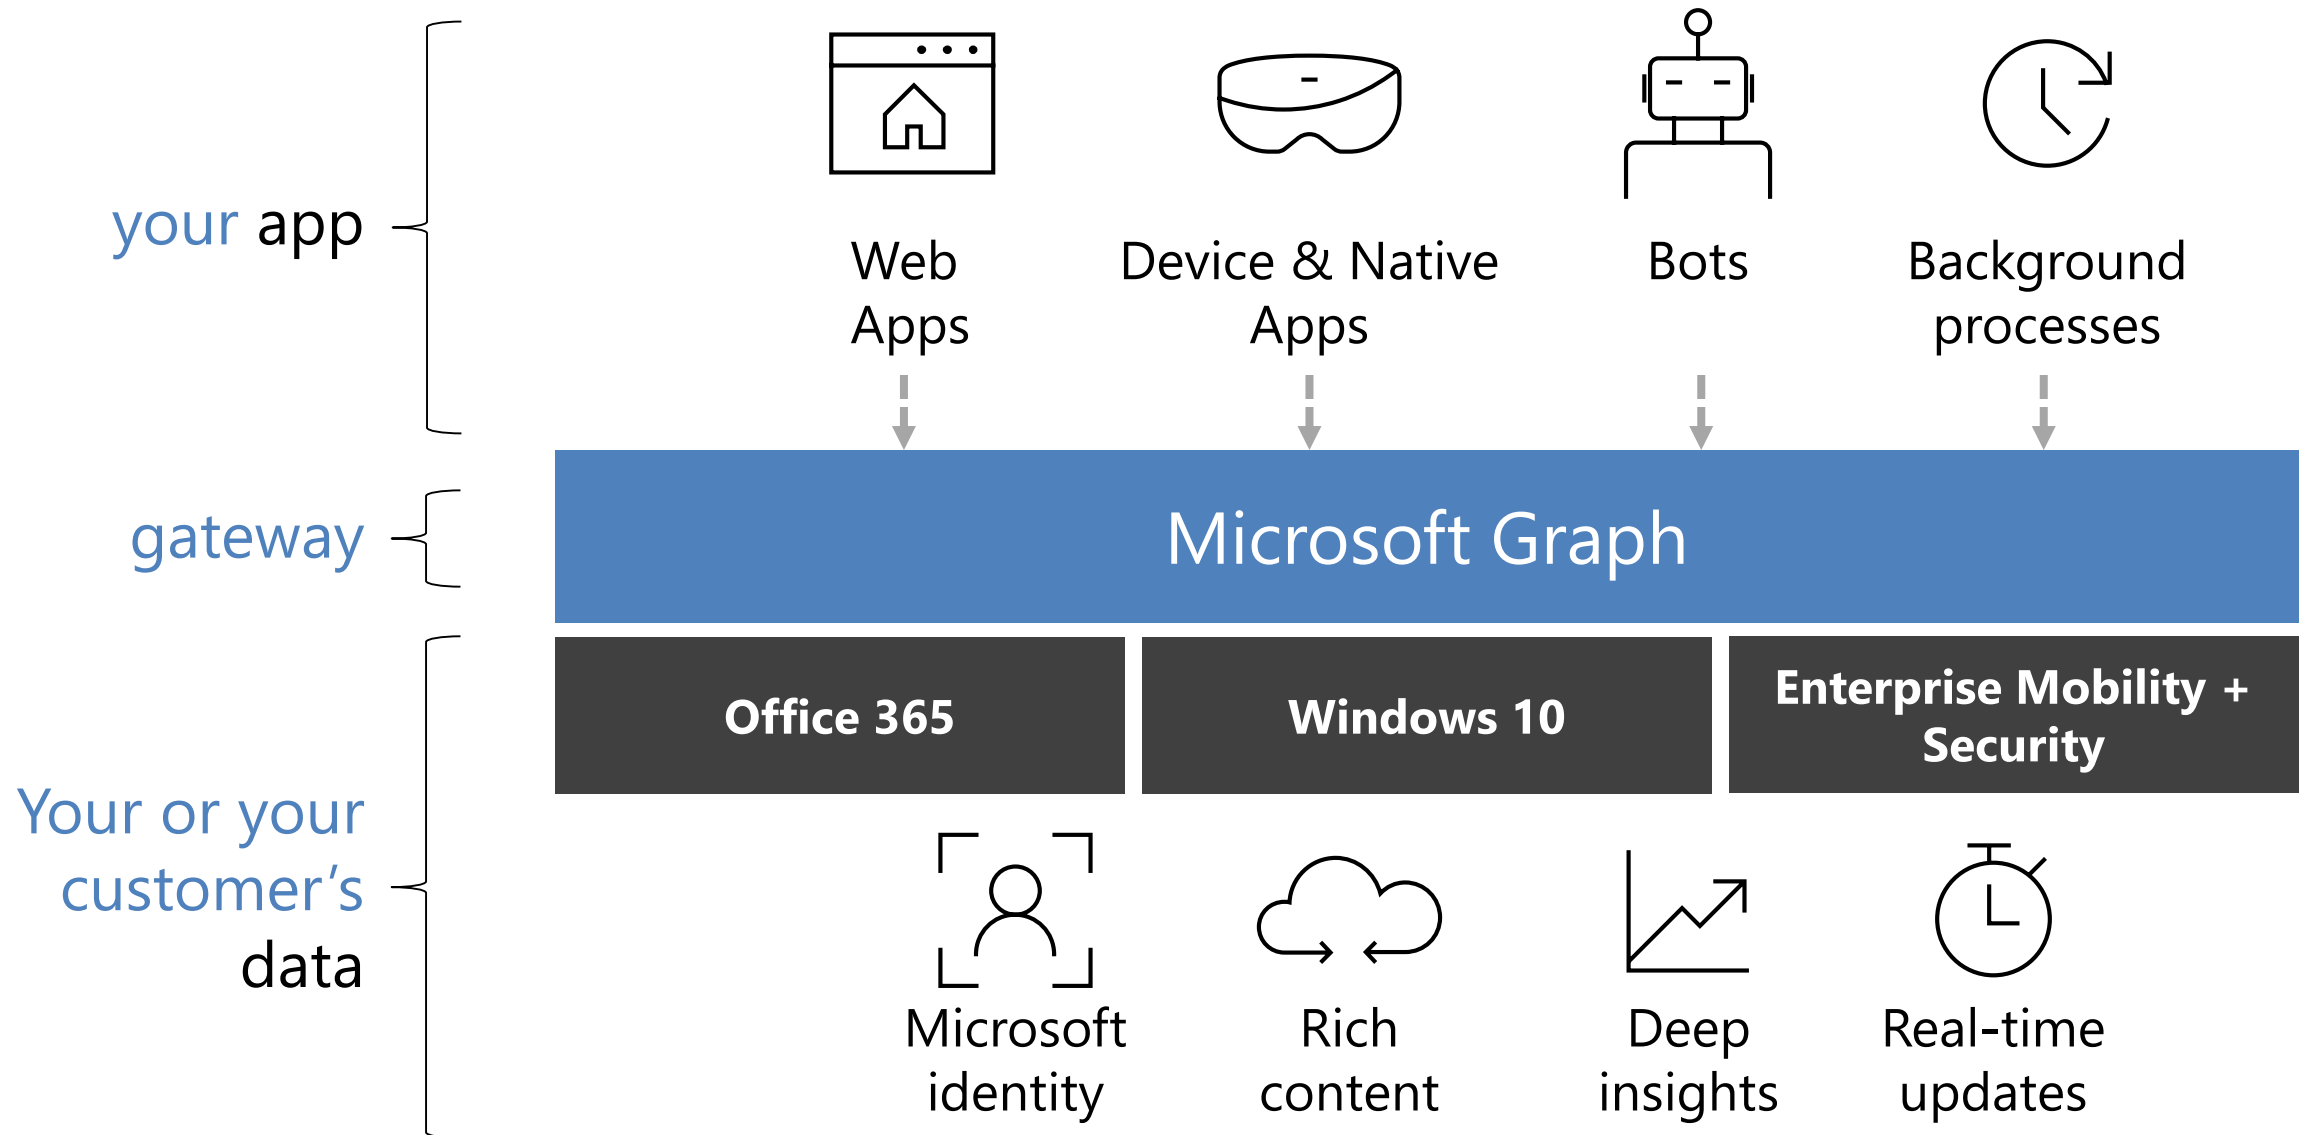 your app
Web
Apps
Device & Native
Apps
Bots
Background
processes
gateway
Microsoft Graph
Your or your
customer's
data
Office 365
Windows 10
Enterprise Mobility +
Security
Microsoft
identity
Rich
content
Deep
insights
Real-time
updates